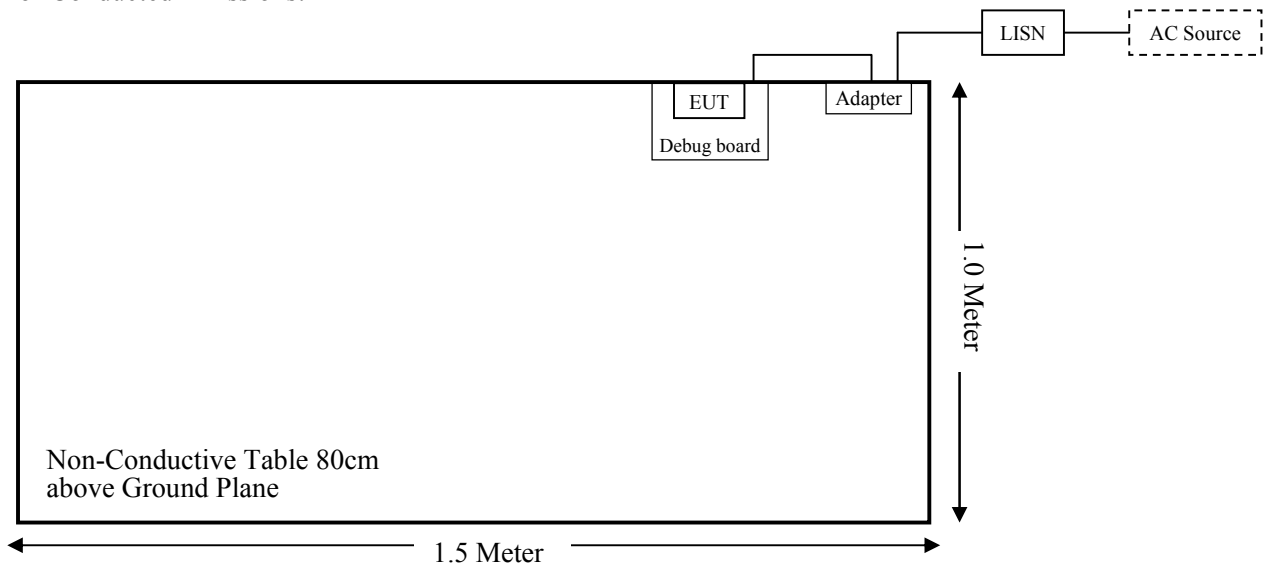 LISN
AC Source
EUT
Adapter
Debug board
1.0 Meter
Non-Conductive Table 80cm
above Ground Plane
1.5 Meter